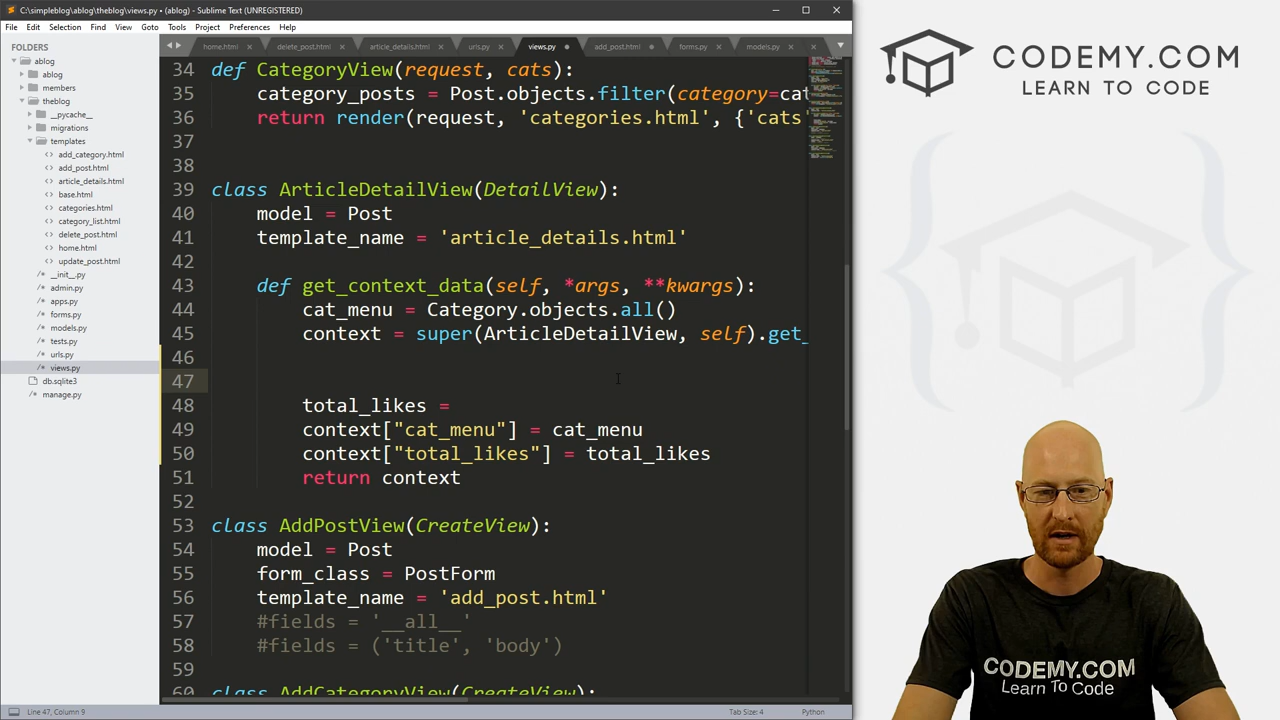 C:\simpleblog\ablog\theblog\views.py • (ablog) - Sublime Text (UNREGISTERED)
File Edit Selection Find View Goto Tools Project Preferences Help
FOLDERS
ablog
ablog
members
theblog
__pycache__
migrations
templates
add_category.html
add_post.html
article_details.html
base.html
categories.html
category_list.html
delete_post.html
home.html
update_post.html
__init__.py
admin.py
apps.py
forms.py
models.py
tests.py
urls.py
views.py
db.sqlite3
manage.py
home.html delete_post.html article_details.html urls.py views.py add_post.html forms.py models.py
34 def CategoryView(request, cats):
35 category_posts = Post.objects.filter(category=cat
36 return render(request, 'categories.html', {'cats'
37
38
39 class ArticleDetailView(DetailView):
40 model = Post
41 template_name = 'article_details.html'
42
43 def get_context_data(self, *args, **kwargs):
44 cat_menu = Category.objects.all()
45 context = super(ArticleDetailView, self).get_
46
47
48 total_likes =
49 context["cat_menu"] = cat_menu
50 context["total_likes"] = total_likes
51 return context
52
53 class AddPostView(CreateView):
54 model = Post
55 form_class = PostForm
56 template_name = 'add_post.html'
57 #fields = '__all__'
58 #fields = ('title', 'body')
59
60 class AddCategoryView(CreateView):
Line 47, Column 9 Tab Size: 4 Python
CODEMY.COM
LEARN TO CODE
CODEMY.COM
Learn To Code